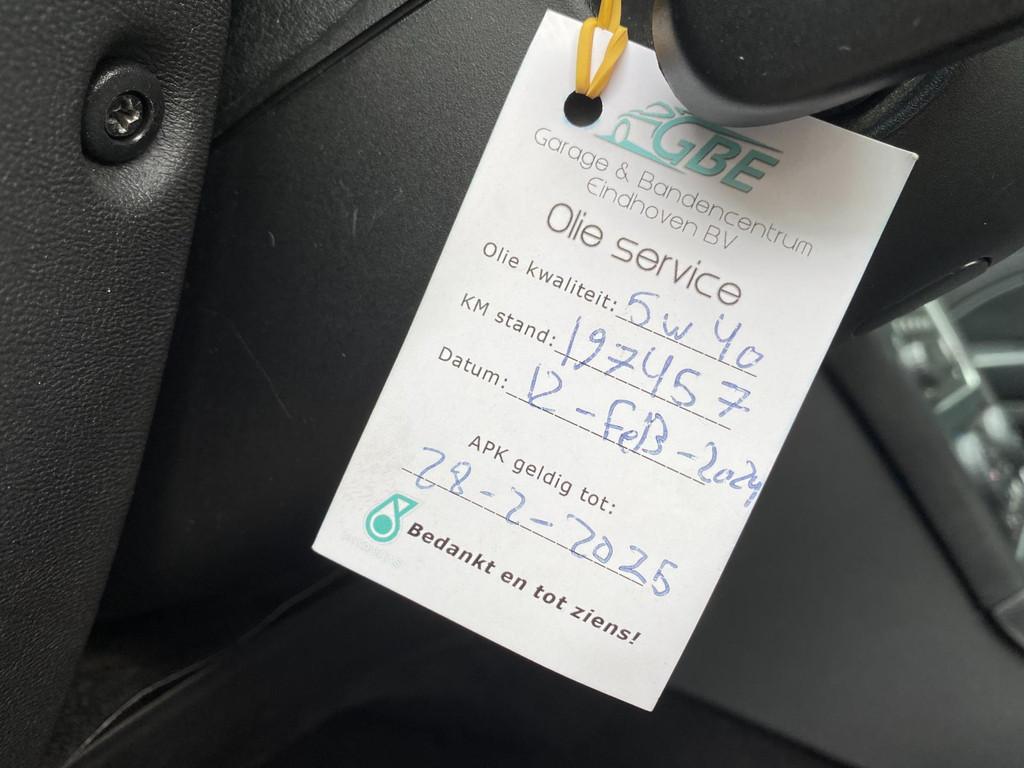 GBE
Garage & Bandencentrum
Eindhoven BV
Olie service
Olie kwaliteit: 5w40
KM stand: 197457
Datum: 12-FeB-2024
APK geldig tot:
28-2-2025
Bedankt en tot ziens!